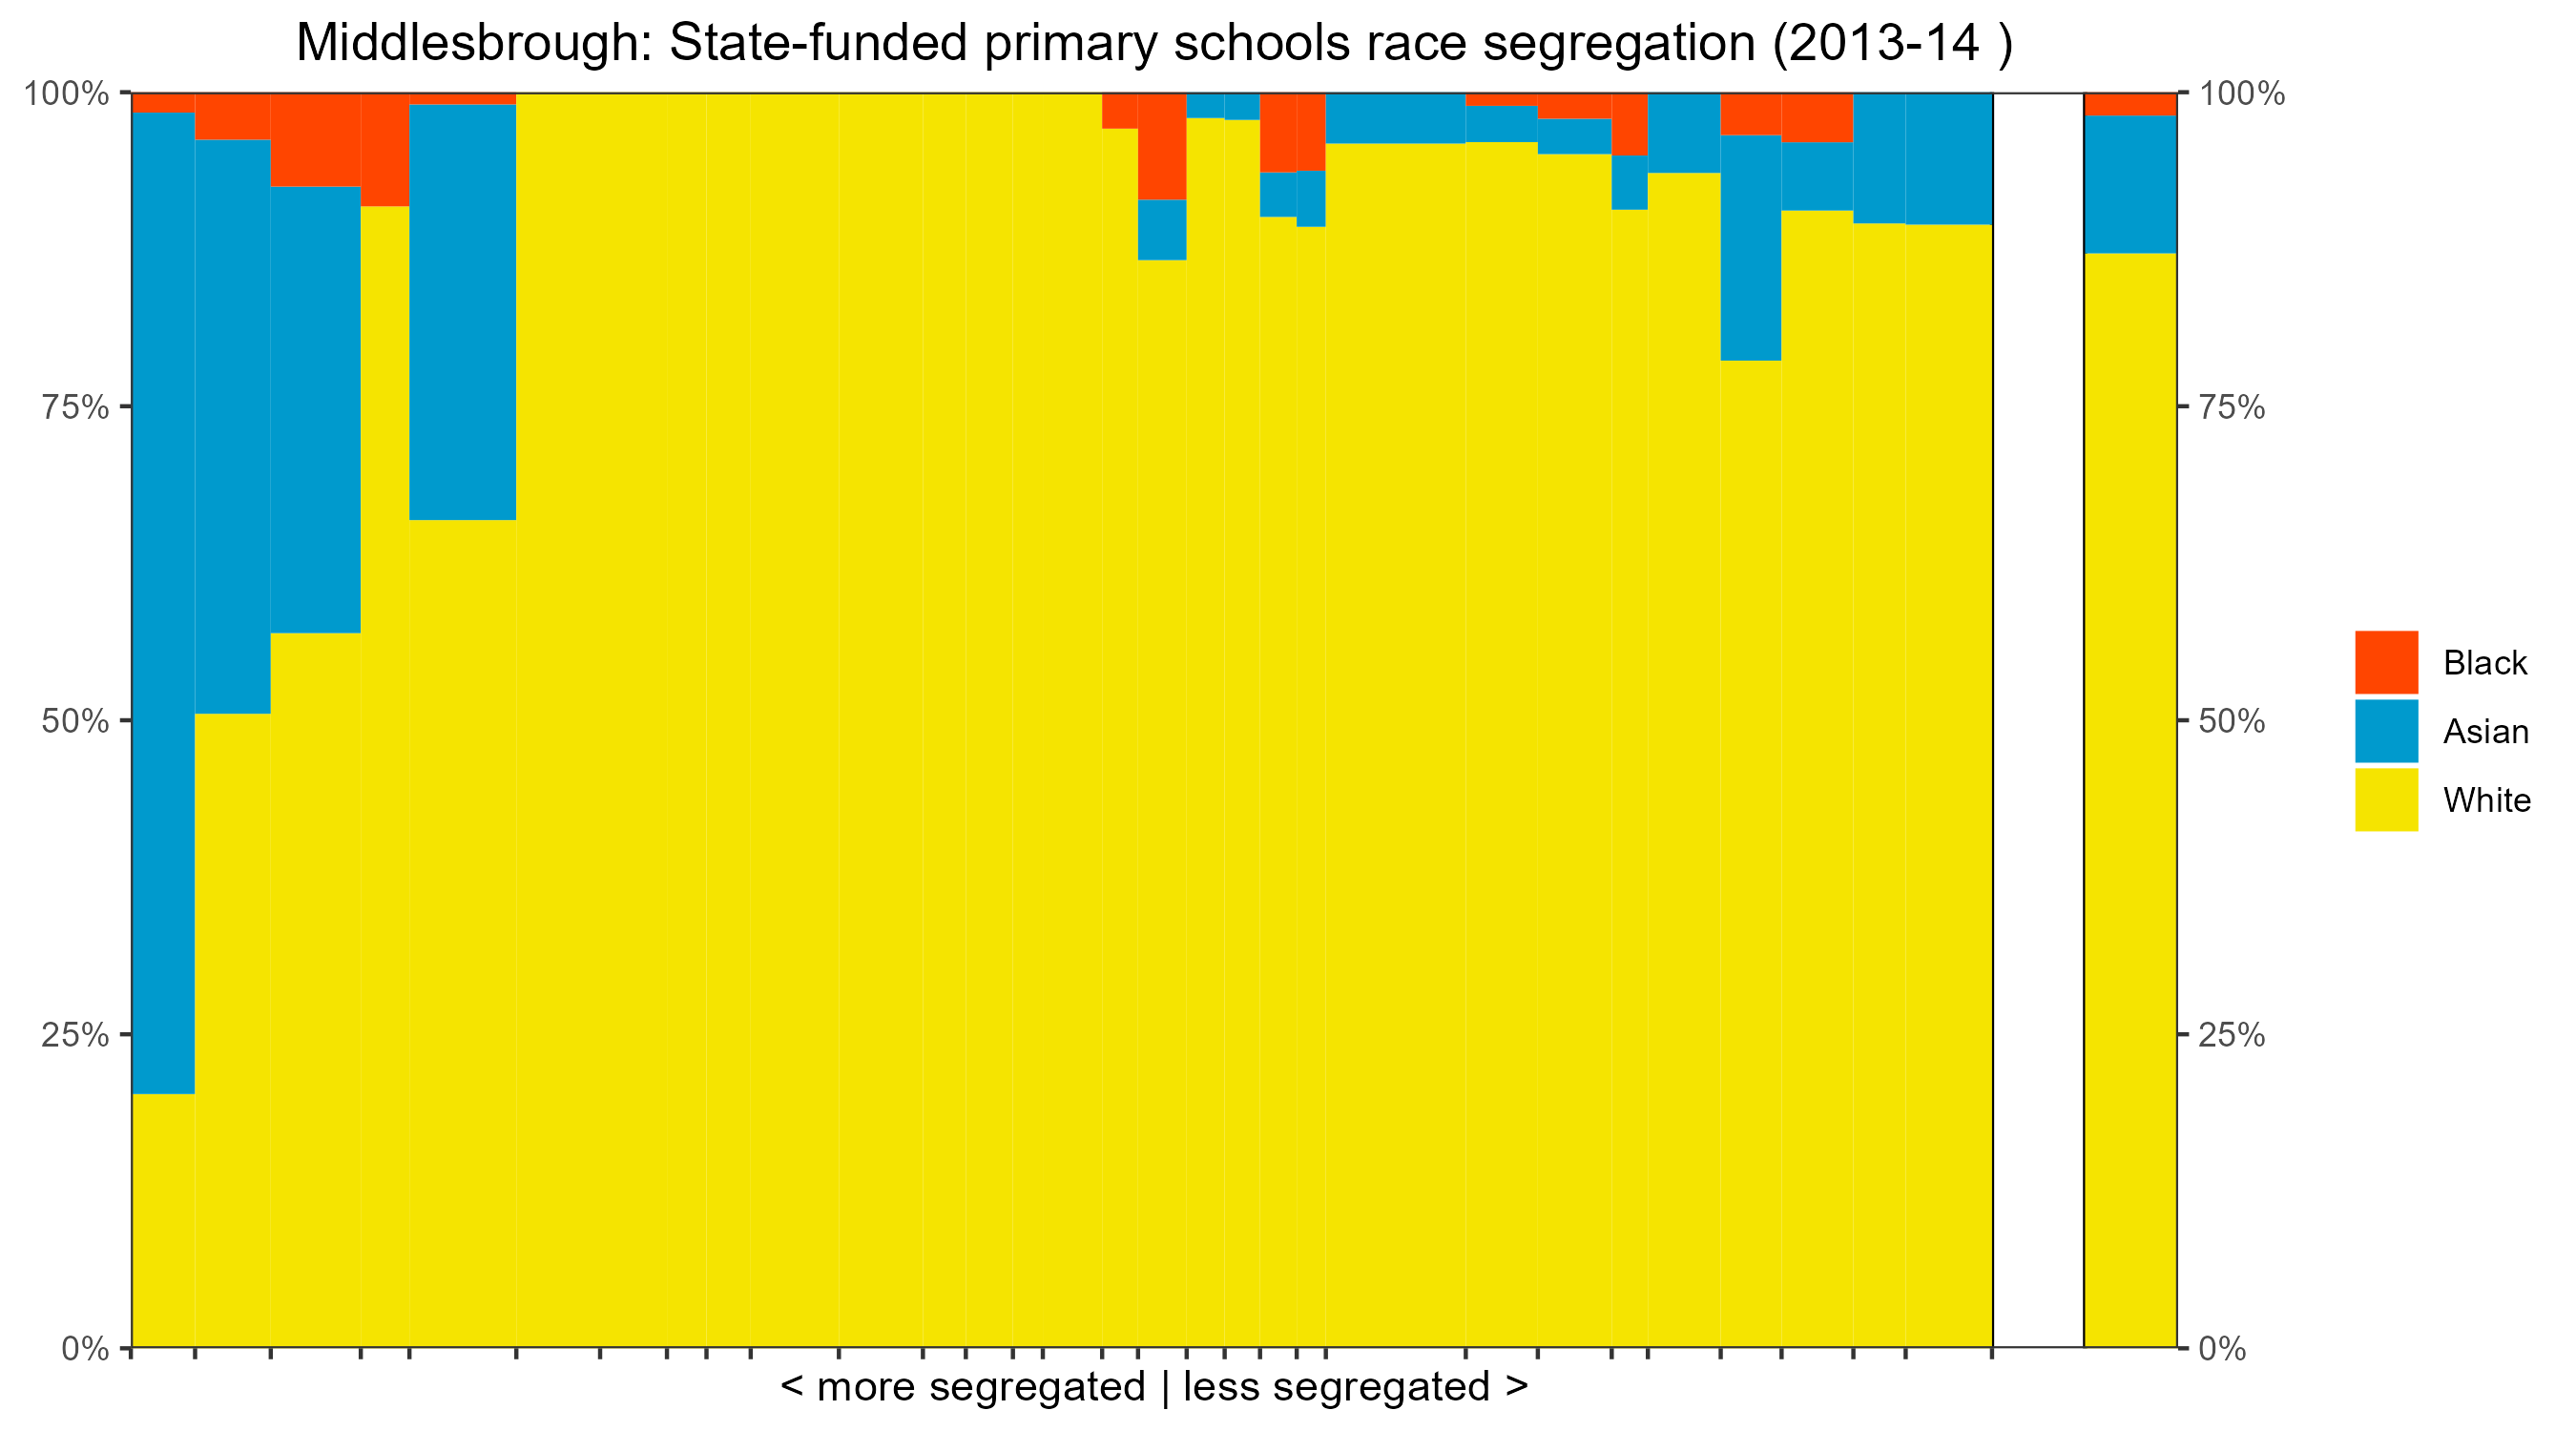 Middlesbrough: State-funded primary schools race segregation (2013-14 )
100%
75%
50%
25%
0%
100%
75%
50%
25%
0%
Black
Asian
White
< more segregated | less segregated >